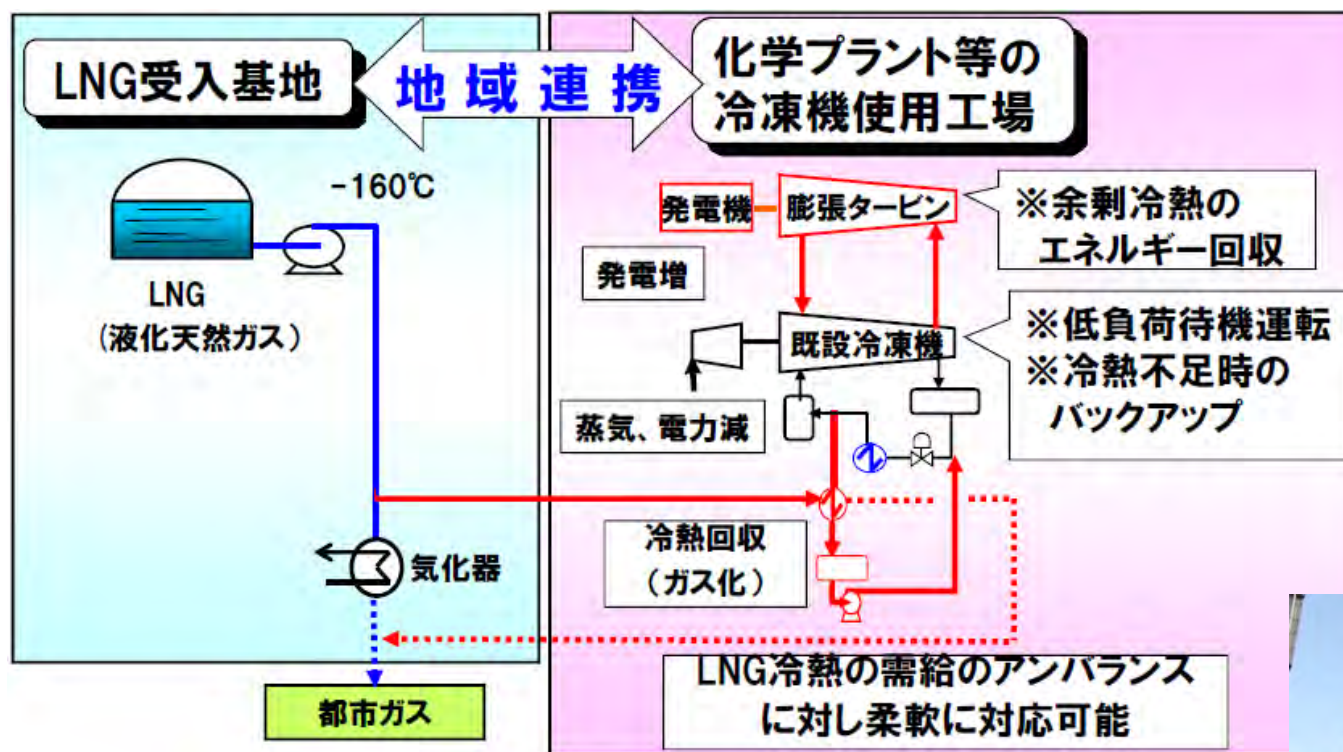 LNG受入基地
地域連携
化学プラント等の
冷凍機使用工場
-160℃
LNG
(液化天然ガス)
気化器
都市ガス
発電機
膨張タービン
※余剰冷熱の
エネルギー回収
発電増
既設冷凍機
※低負荷待機運転
※冷熱不足時の
バックアップ
蒸気、電力減
冷熱回収
(ガス化)
LNG冷熱の需給のアンバランス
に対し柔軟に対応可能